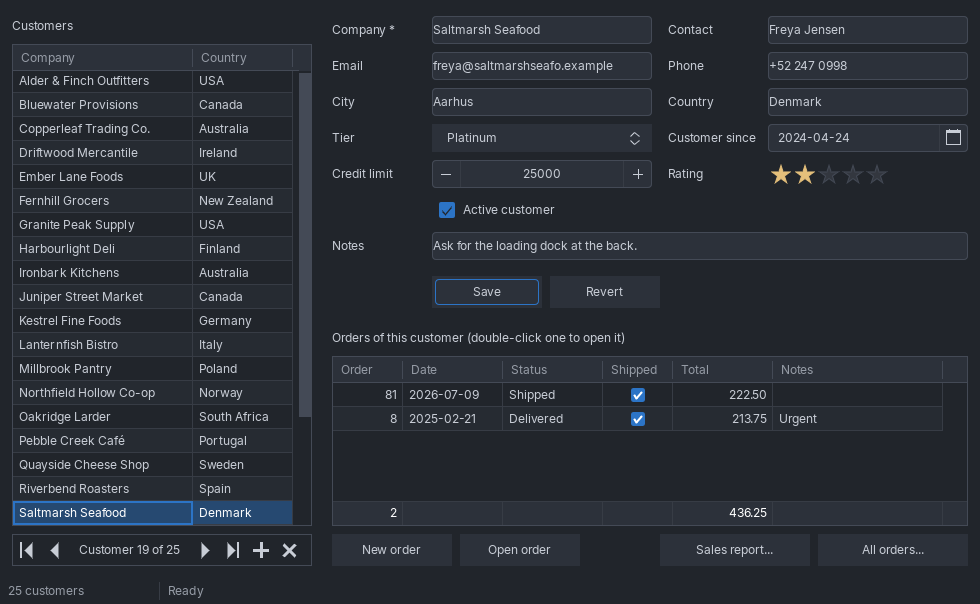 Customers
Company Country
Alder & Finch Outfitters USA
Bluewater Provisions Canada
Copperleaf Trading Co. Australia
Driftwood Mercantile Ireland
Ember Lane Foods UK
Fernhill Grocers New Zealand
Granite Peak Supply USA
Harbourlight Deli Finland
Ironbark Kitchens Australia
Juniper Street Market Canada
Kestrel Fine Foods Germany
Lanternfish Bistro Italy
Millbrook Pantry Poland
Northfield Hollow Co-op Norway
Oakridge Larder South Africa
Pebble Creek Café Portugal
Quayside Cheese Shop Sweden
Riverbend Roasters Spain
Saltmarsh Seafood Denmark
Customer 19 of 25
Company * Saltmarsh Seafood Contact Freya Jensen
Email freya@saltmarshseafo.example Phone +52 247 0998
City Aarhus Country Denmark
Tier Platinum Customer since 2024-04-24
Credit limit 25000 Rating
Active customer
Notes Ask for the loading dock at the back.
Save Revert
Orders of this customer (double-click one to open it)
Order Date Status Shipped Total Notes
81 2026-07-09 Shipped 222.50
8 2025-02-21 Delivered 213.75 Urgent
2 436.25
New order Open order Sales report... All orders...
25 customers Ready